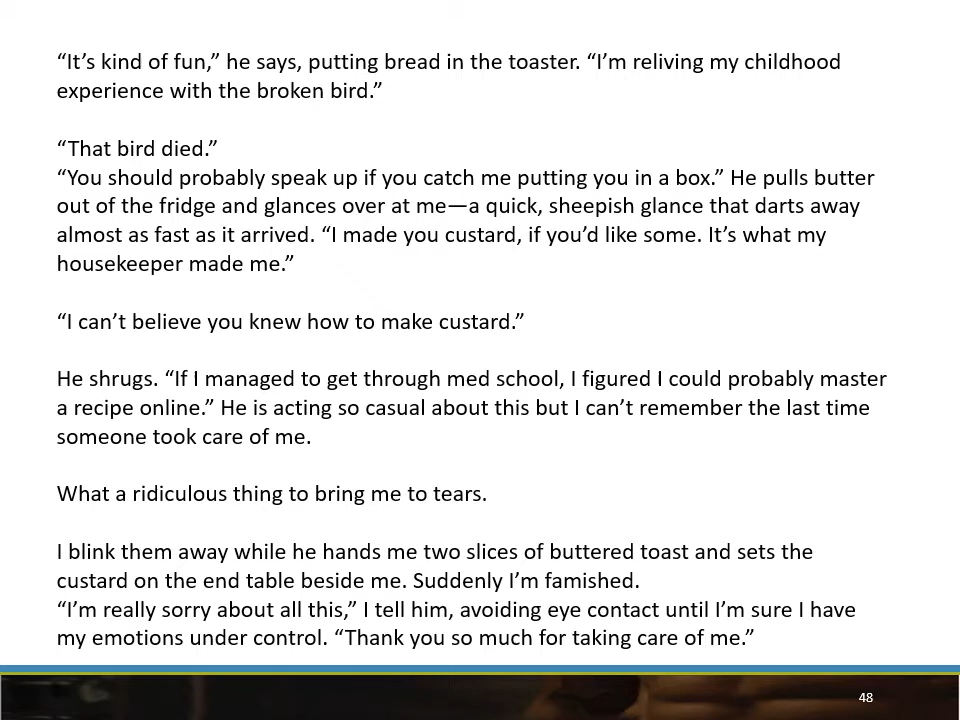 “It’s kind of fun,” he says, putting bread in the toaster. “I’m reliving my childhood
experience with the broken bird.”
“That bird died.”
“You should probably speak up if you catch me putting you in a box.” He pulls butter
out of the fridge and glances over at me—a quick, sheepish glance that darts away
almost as fast as it arrived. “I made you custard, if you’d like some. It’s what my
housekeeper made me.”
“I can’t believe you knew how to make custard.”
He shrugs. “If I managed to get through med school, I figured I could probably master
a recipe online.” He is acting so casual about this but I can’t remember the last time
someone took care of me.
What a ridiculous thing to bring me to tears.
I blink them away while he hands me two slices of buttered toast and sets the
custard on the end table beside me. Suddenly I’m famished.
“I’m really sorry about all this,” I tell him, avoiding eye contact until I’m sure I have
my emotions under control. “Thank you so much for taking care of me.”
48